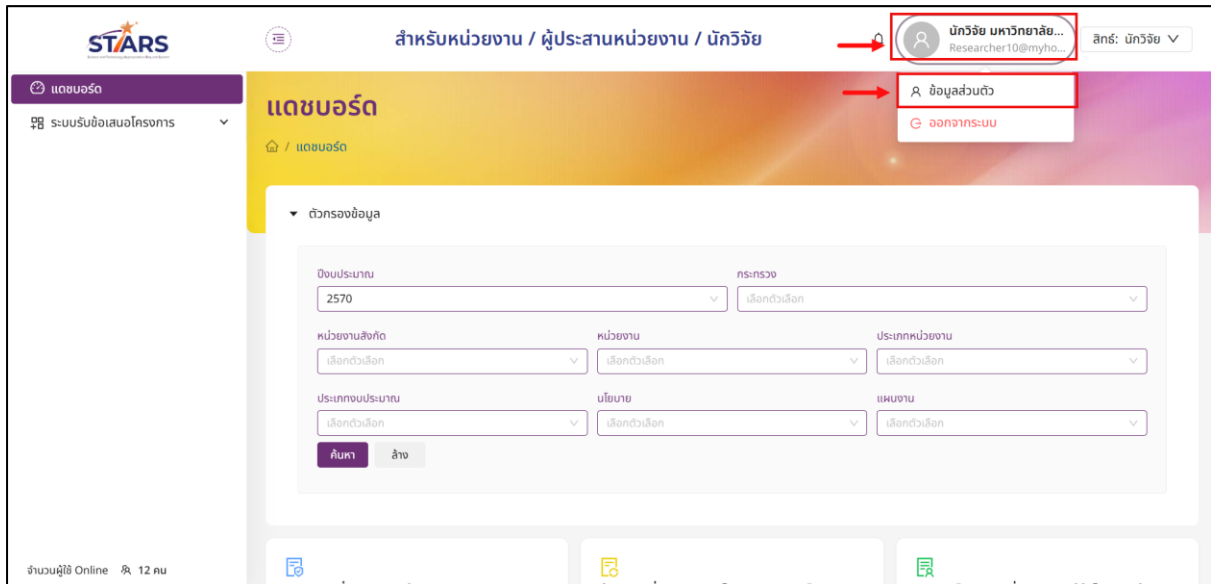 STARS
สำหรับหน่วยงาน / ผู้ประสานหน่วยงาน / นักวิจัย
นักวิจัย มหาวิทยาลัย...
Researcher10@myho...
สิทธ์: นักวิจัย
แดชบอร์ด
ระบบรับข้อเสนอโครงการ
ข้อมูลส่วนตัว
ออกจากระบบ
แดชบอร์ด
/ แดชบอร์ด
ตัวกรองข้อมูล
ปีงบประมาณ
กระทรวง
2570
เลือกตัวเลือก
หน่วยงานสังกัด
หน่วยงาน
ประเภทหน่วยงาน
เลือกตัวเลือก
เลือกตัวเลือก
เลือกตัวเลือก
ประเภทงบประมาณ
นโยบาย
แผนงาน
เลือกตัวเลือก
เลือกตัวเลือก
เลือกตัวเลือก
ค้นหา
ล้าง
จำนวนผู้ใช้ Online 12 คน